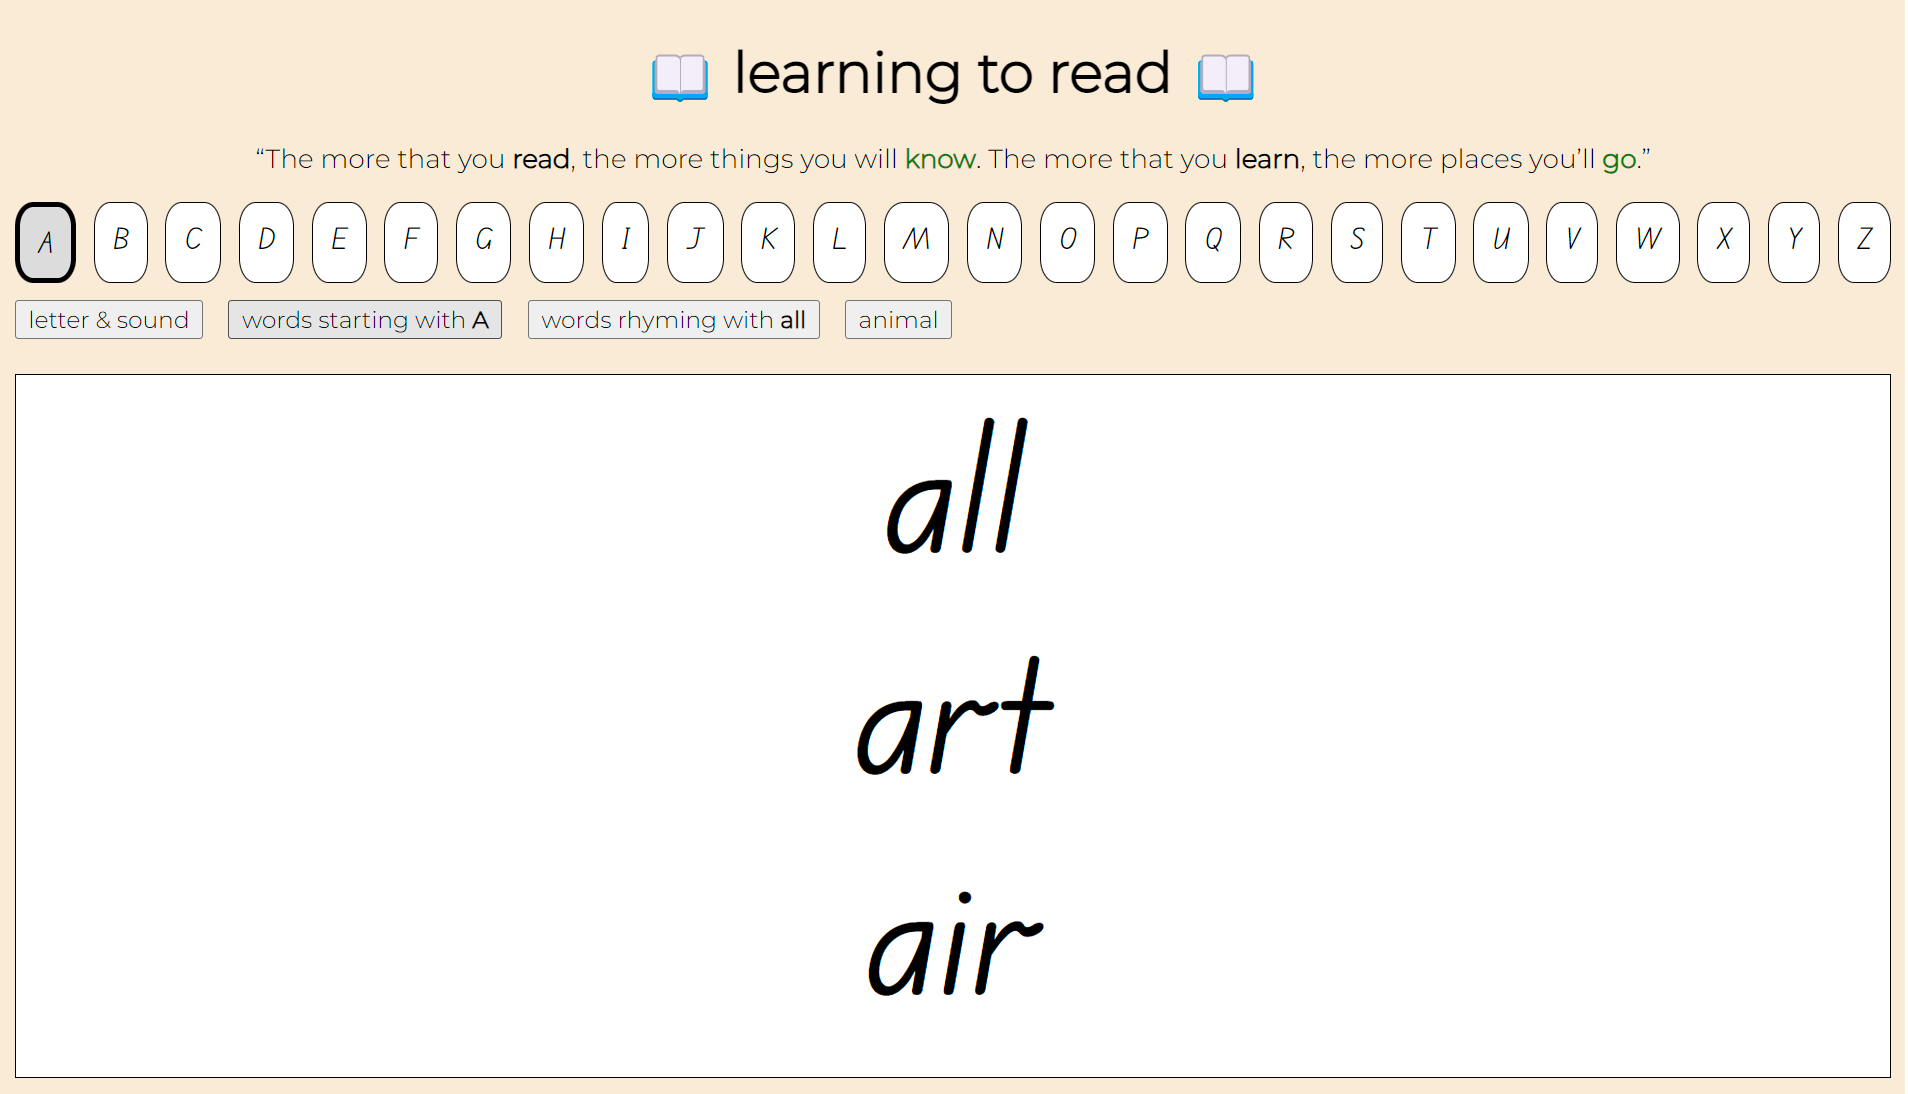 learning to read
“The more that you read, the more things you will know. The more that you learn, the more places you’ll go.”
A B C D E F G H I J K L M N O P Q R S T U V W X Y Z
letter & sound words starting with A words rhyming with all animal
all
art
air